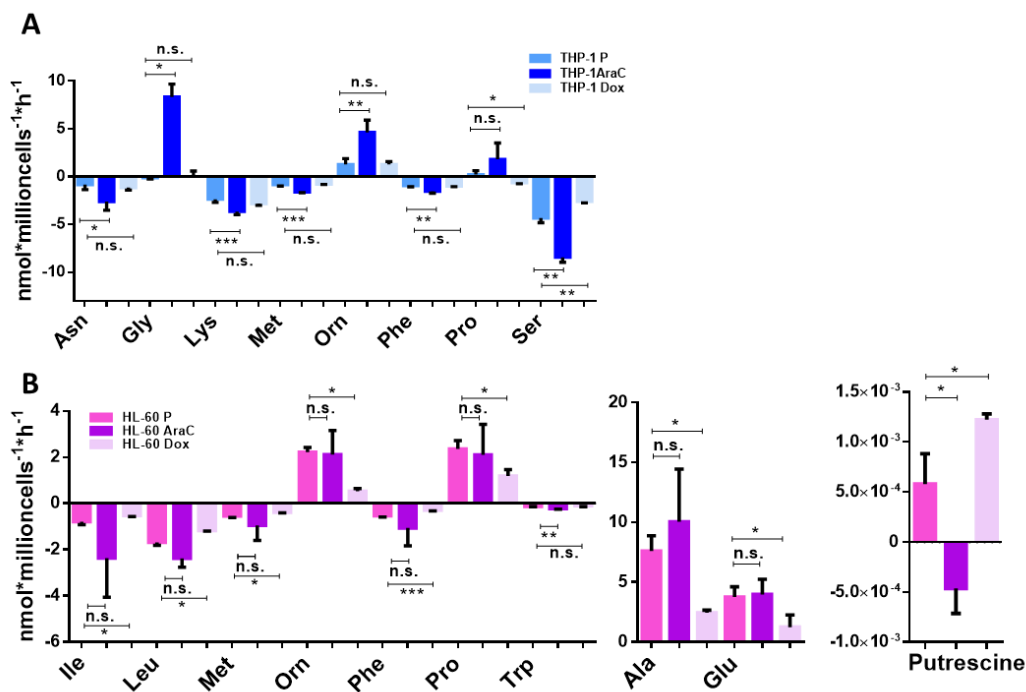 A
n.s.
*
n.s.
**
*
n.s.
THP-1 P
THP-1AraC
THP-1 Dox
10
5
0
-5
-10
nmol*millioncells-1*h-1
*
n.s.
***
n.s.
***
n.s.
**
n.s.
**
**
Asn Gly Lys Met Orn Phe Pro Ser
B
HL-60 P
HL-60 AraC
HL-60 Dox
4
2
0
-2
-4
-6
nmol*millioncells-1*h-1
*
n.s.
*
n.s.
n.s.
*
n.s.
*
n.s.
*
n.s.
***
**
n.s.
Ile Leu Met Orn Phe Pro Trp
20
15
10
5
0
*
n.s.
*
n.s.
Ala Glu
1.5×10-3
1.0×10-3
5.0×10-4
0
-5.0×10-4
-1.0×10-3
*
*
Putrescine